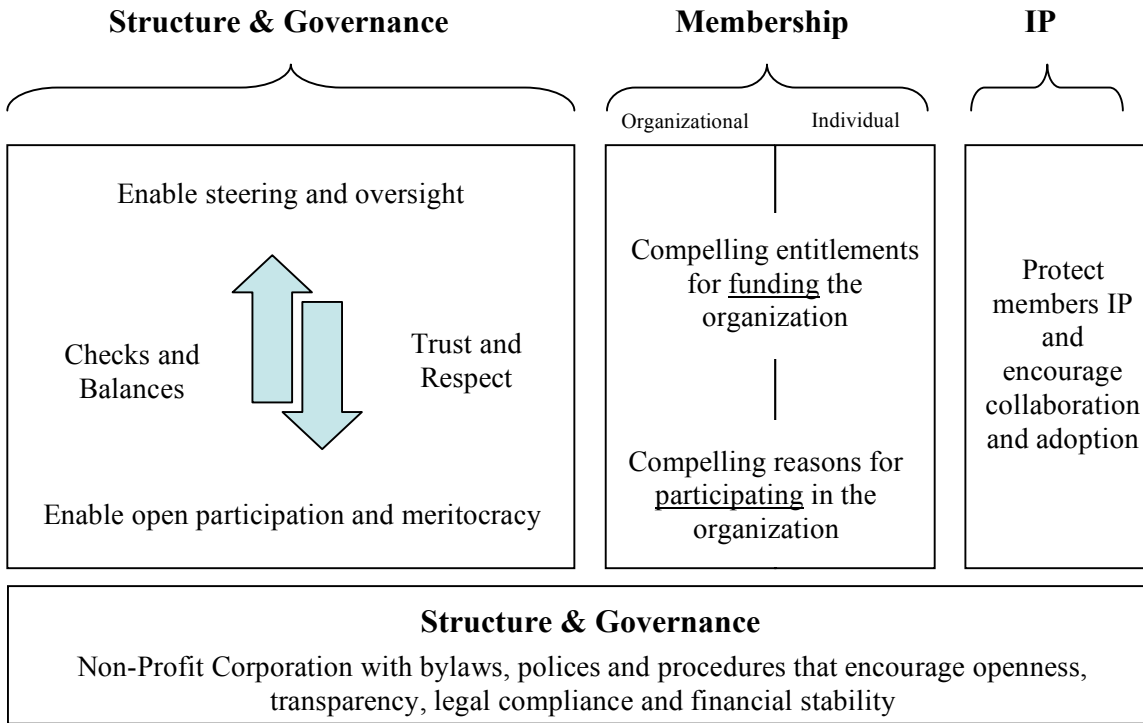 Structure & Governance
Membership
IP
Organizational
Individual
Enable steering and oversight
Checks and
Balances
Trust and
Respect
Enable open participation and meritocracy
Compelling entitlements
for funding the
organization
Compelling reasons for
participating in the
organization
Protect
members IP
and
encourage
collaboration
and adoption
Structure & Governance
Non-Profit Corporation with bylaws, polices and procedures that encourage openness,
transparency, legal compliance and financial stability